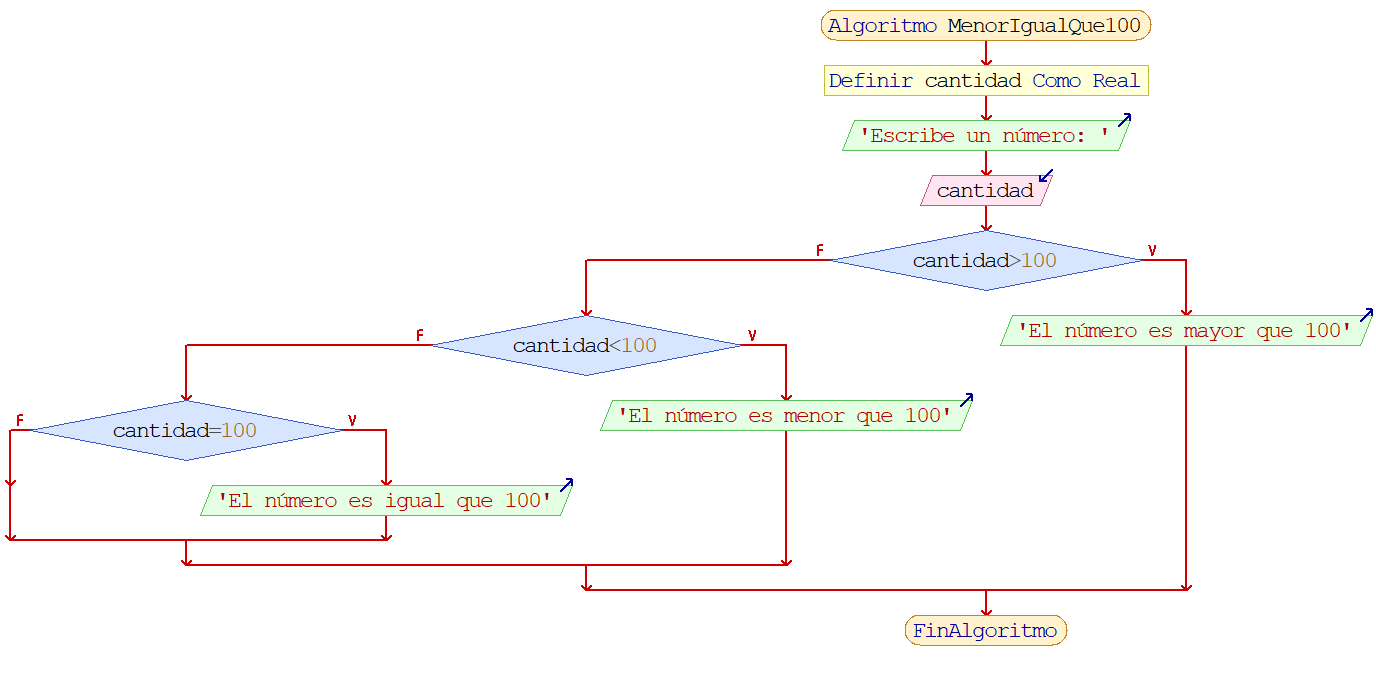 Algoritmo MenorIgualQue100
Definir cantidad Como Real
'Escribe un número: '
cantidad
F
cantidad>100
V
'El número es mayor que 100'
F
cantidad<100
V
'El número es menor que 100'
F
cantidad=100
V
'El número es igual que 100'
FinAlgoritmo